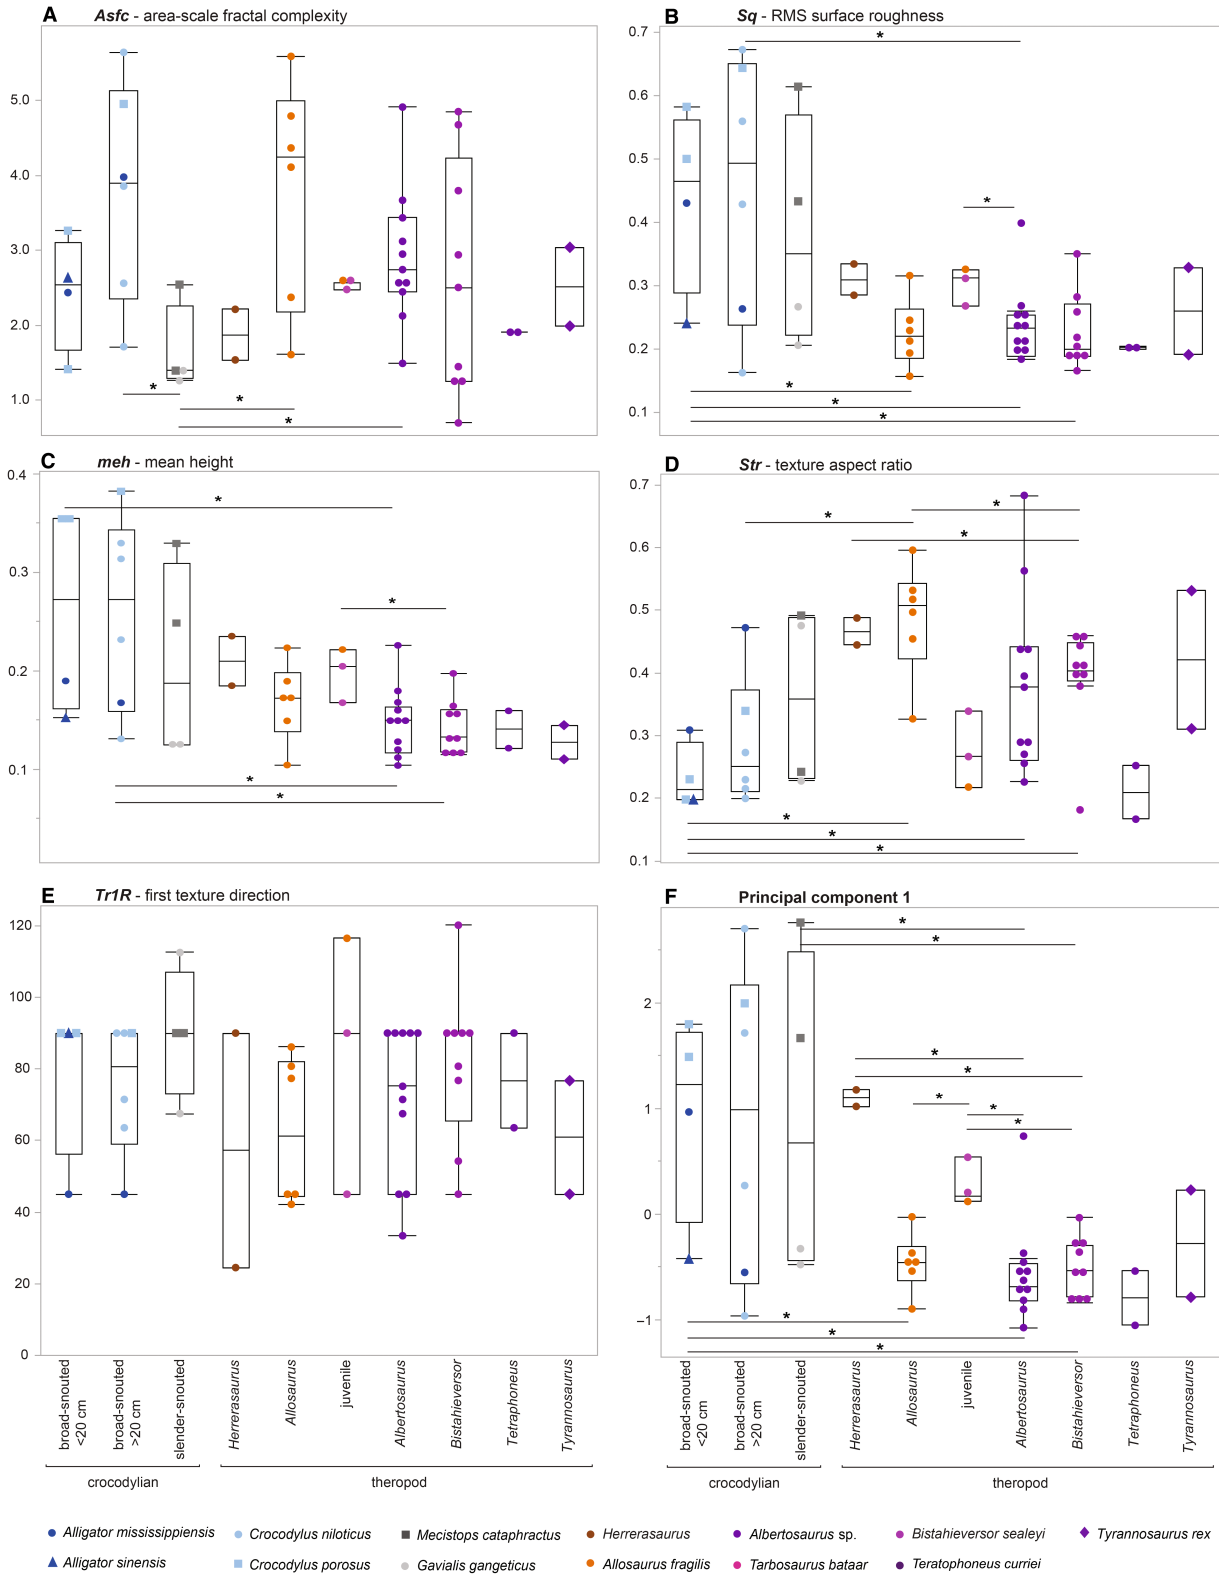 A Asfc - area-scale fractal complexity
5.0
4.0
3.0
2.0
1.0
*
*
*
B Sq - RMS surface roughness
0.7
0.6
0.5
0.4
0.3
0.2
0.1
*
*
*
*
*
C meh - mean height
0.4
0.3
0.2
0.1
*
*
*
*
D Str - texture aspect ratio
0.7
0.6
0.5
0.4
0.3
0.2
0.1
*
*
*
*
*
*
E Tr1R - first texture direction
120
100
80
60
40
20
0
F Principal component 1
2
1
0
−1
*
*
*
*
*
*
*
*
*
*
broad-snouted <20 cm
broad-snouted >20 cm
slender-snouted
Herrerasaurus
Allosaurus
juvenile
Albertosaurus
Bistahieversor
Tetraphoneus
Tyrannosaurus
crocodylian
theropod
broad-snouted <20 cm
broad-snouted >20 cm
slender-snouted
Herrerasaurus
Allosaurus
juvenile
Albertosaurus
Bistahieversor
Tetraphoneus
Tyrannosaurus
crocodylian
theropod
Alligator mississippiensis
Crocodylus niloticus
Mecistops cataphractus
Herrerasaurus
Albertosaurus sp.
Bistahieversor sealeyi
Tyrannosaurus rex
Alligator sinensis
Crocodylus porosus
Gavialis gangeticus
Allosaurus fragilis
Tarbosaurus bataar
Teratophoneus curriei